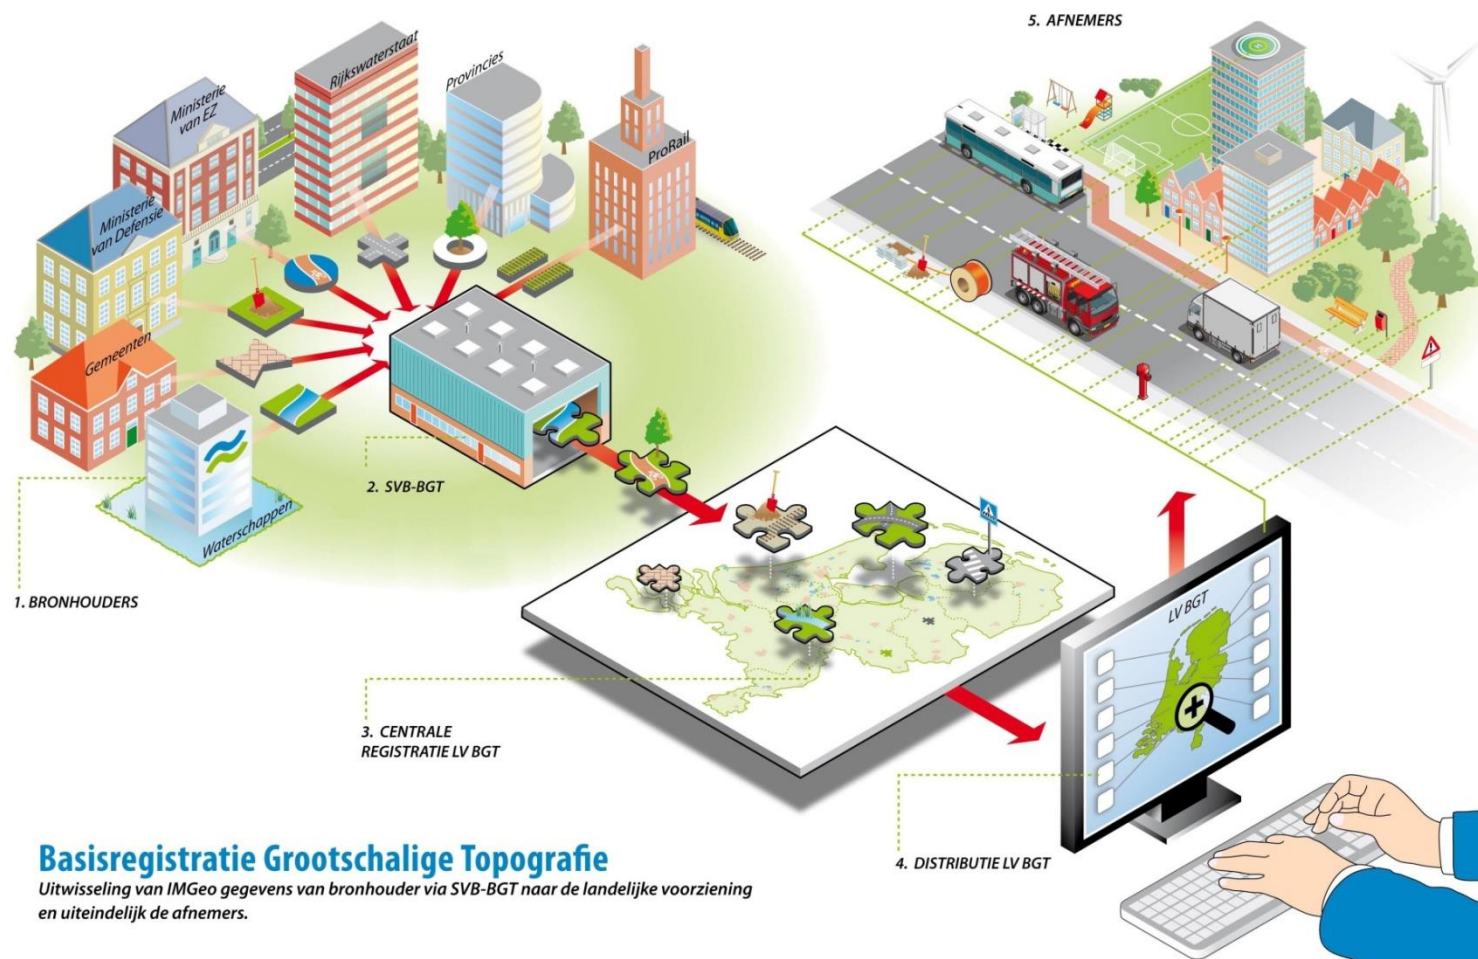 5. AFNEMERS
Rijkswaterstaat
Provincies
Ministerie
van EZ
ProRail
Ministerie
van Defensie
Gemeenten
2. SVB-BGT
Waterschappen
1. BRONHOUDERS
LV BGT
3. CENTRALE
REGISTRATIE LV BGT
4. DISTRIBUTIE LV BGT
Basisregistratie Grootschalige Topografie
Uitwisseling van IMGeo gegevens van bronhouder via SVB-BGT naar de landelijke voorziening
en uiteindelijk de afnemers.